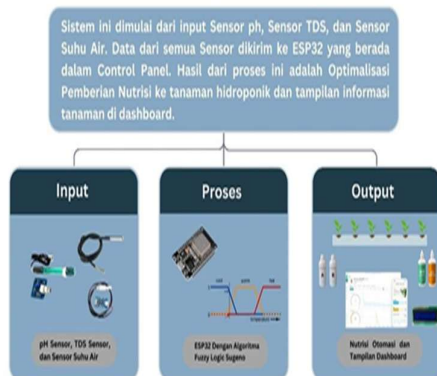 Sistem ini dimulai dari input Sensor ph, Sensor TDS, dan Sensor
Suhu Air. Data dari semua Sensor dikirim ke ESP32 yang berada
dalam Control Panel. Hasil dari proses ini adalah Optimalisasi
Pemberian Nutrisi ke tanaman hidroponik dan tampilan informasi
tanaman di dashboard.
Input
Proses
Output
pH Sensor, TDS Sensor,
dan Sensor Suhu Air
ESP32 Dengan Algoritma
Fuzzy Logic Sugeno
Nutrisi Otomasi dan
Tampilan Dashboard